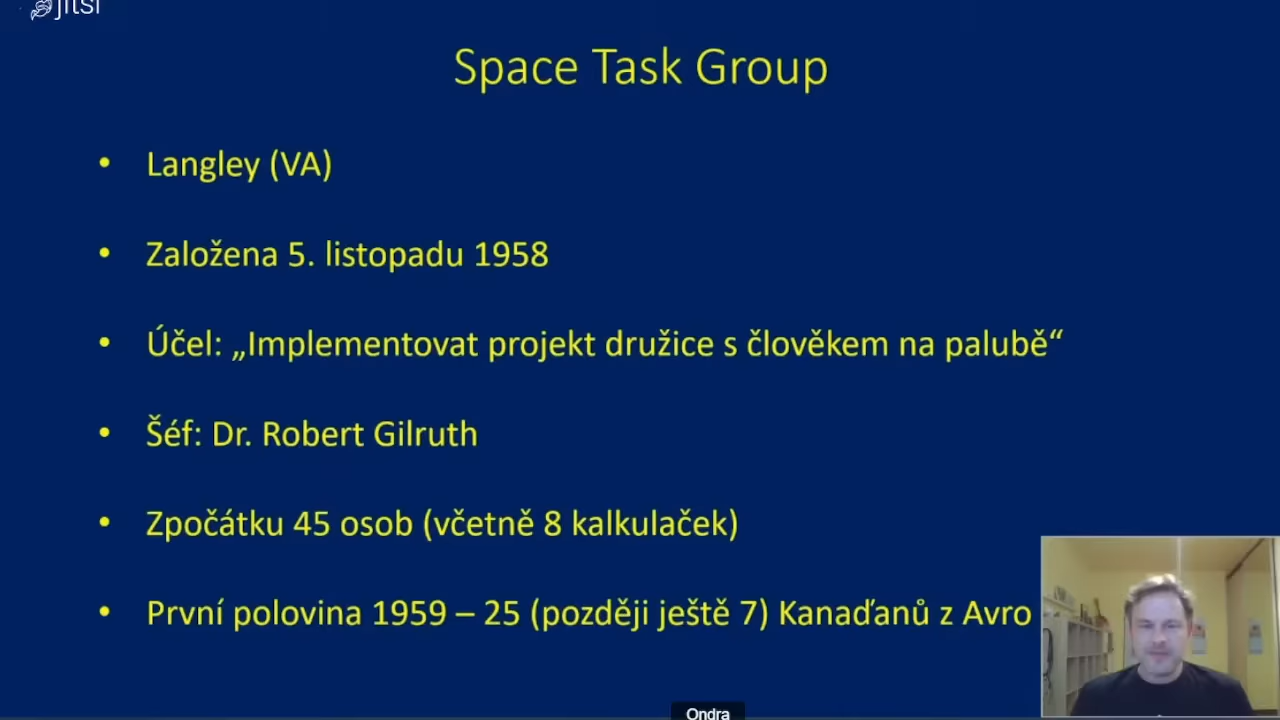 jitsi
Space Task Group
• Langley (VA)
• Založena 5. listopadu 1958
• Účel: „Implementovat projekt družice s člověkem na palubě“
• Šéf: Dr. Robert Gilruth
• Zpočátku 45 osob (včetně 8 kalkulaček)
• První polovina 1959 – 25 (později ještě 7) Kanaďanů z Avro
Ondra